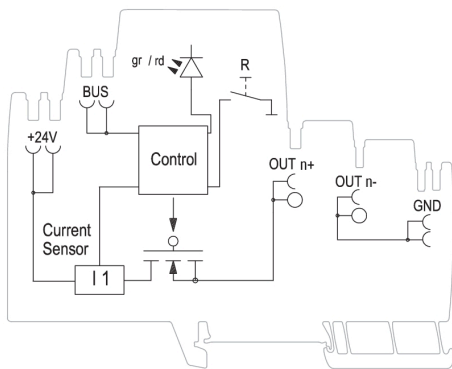 gr / rd
R
BUS
+24V
Control
OUT n+
OUT n-
GND
Current
Sensor
I 1